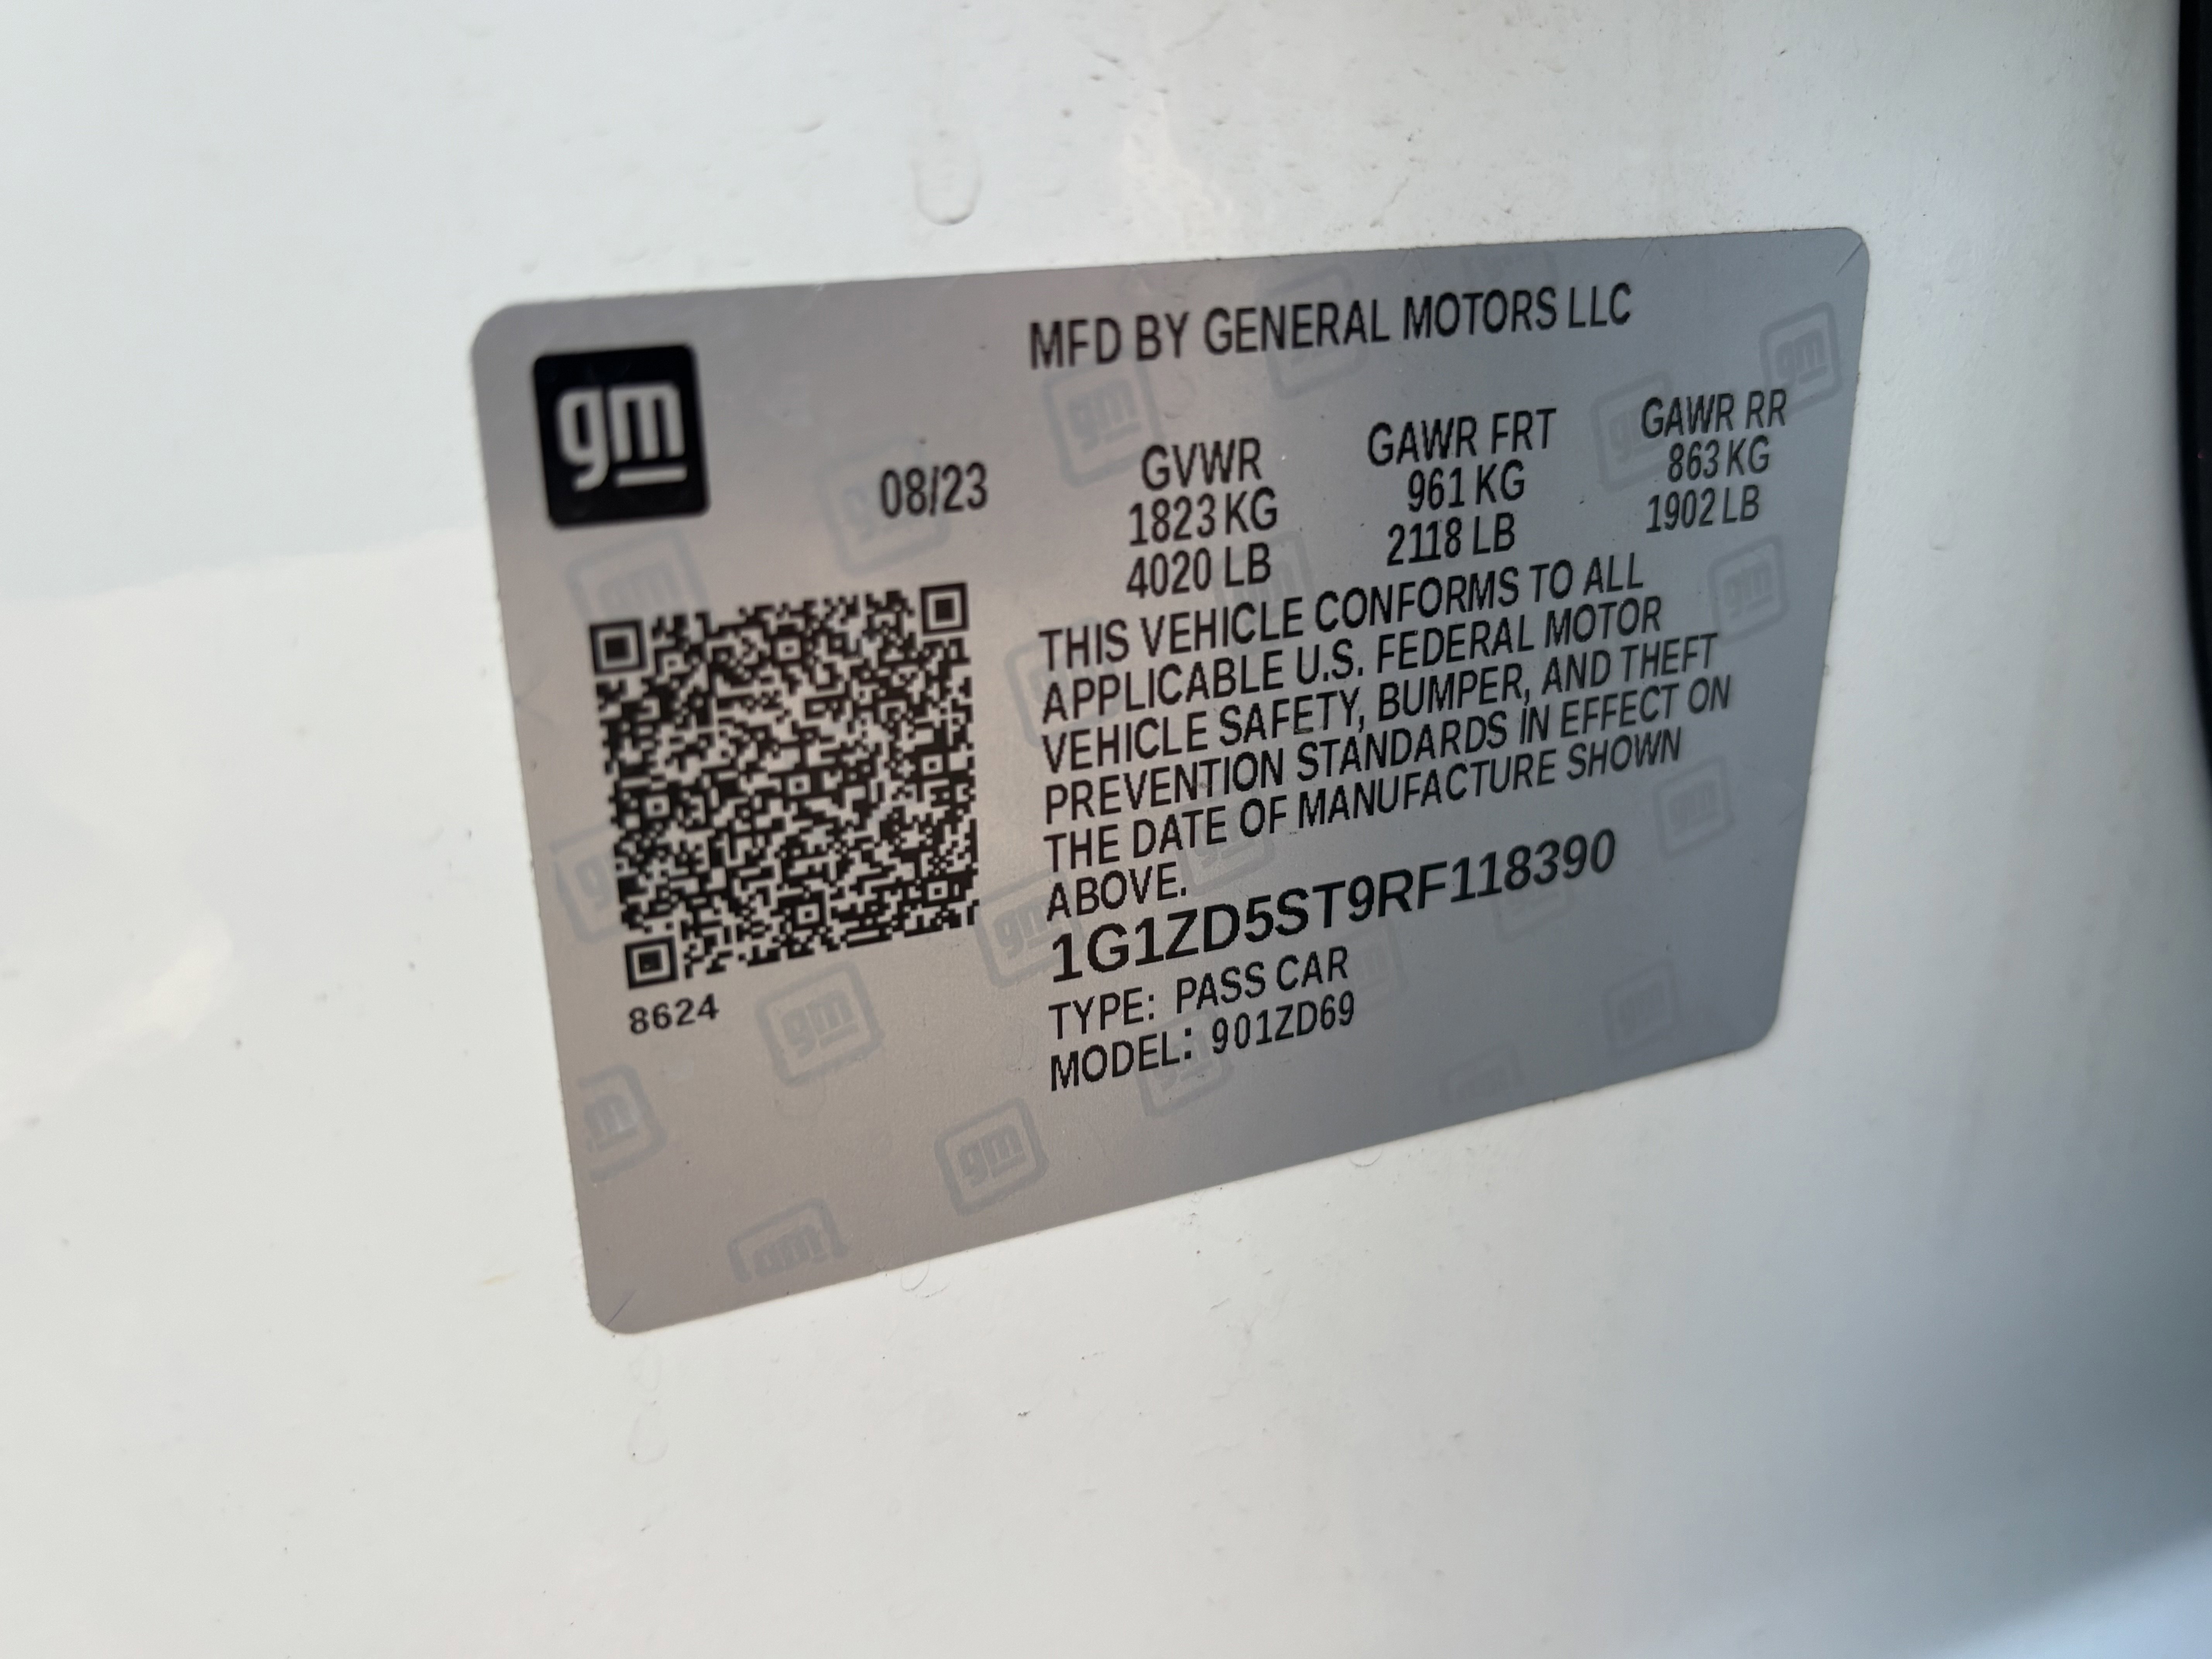 gm
MFD BY GENERAL MOTORS LLC
08/23
GVWR GAWR FRT GAWR RR
1823 KG 961 KG 863 KG
4020 LB 2118 LB 1902 LB
THIS VEHICLE CONFORMS TO ALL
APPLICABLE U.S. FEDERAL MOTOR
VEHICLE SAFETY, BUMPER, AND THEFT
PREVENTION STANDARDS IN EFFECT ON
THE DATE OF MANUFACTURE SHOWN
ABOVE.
1G1ZD5ST9RF118390
TYPE: PASS CAR
MODEL: 901ZD69
8624